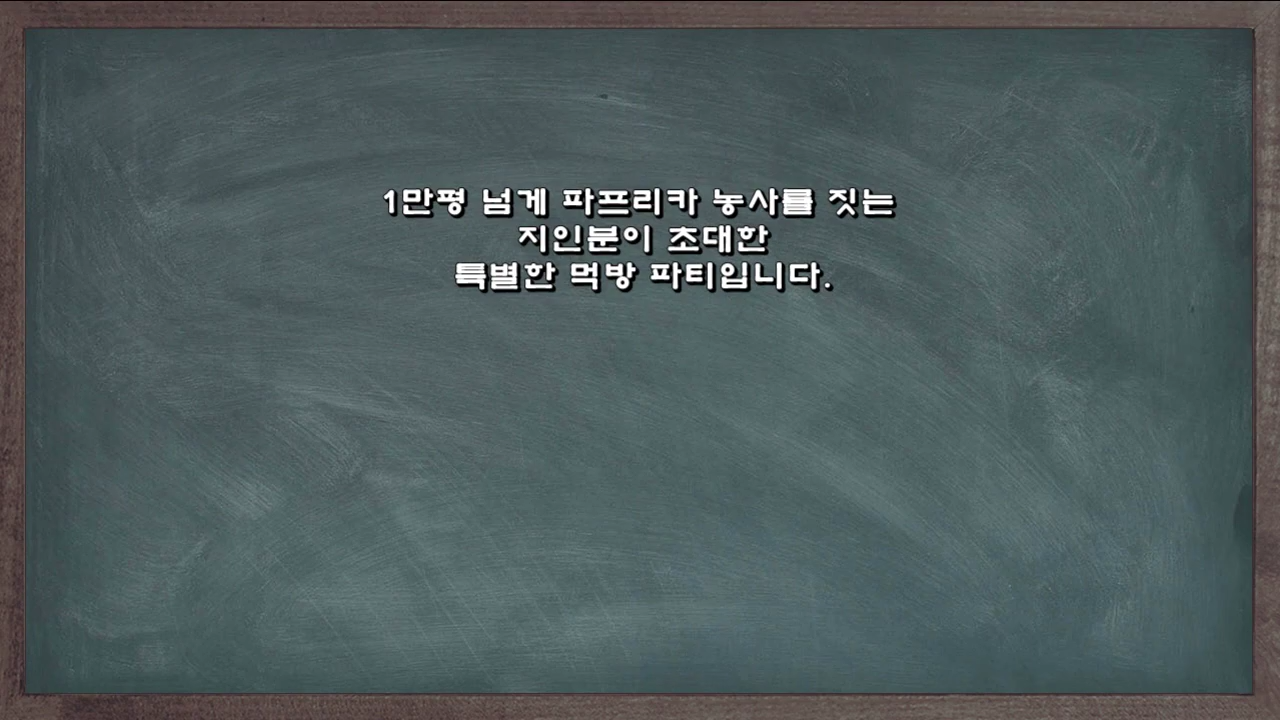 1만평 넘게 파프리카 농사를 짓는
지인분이 초대한
특별한 먹방 파티입니다.